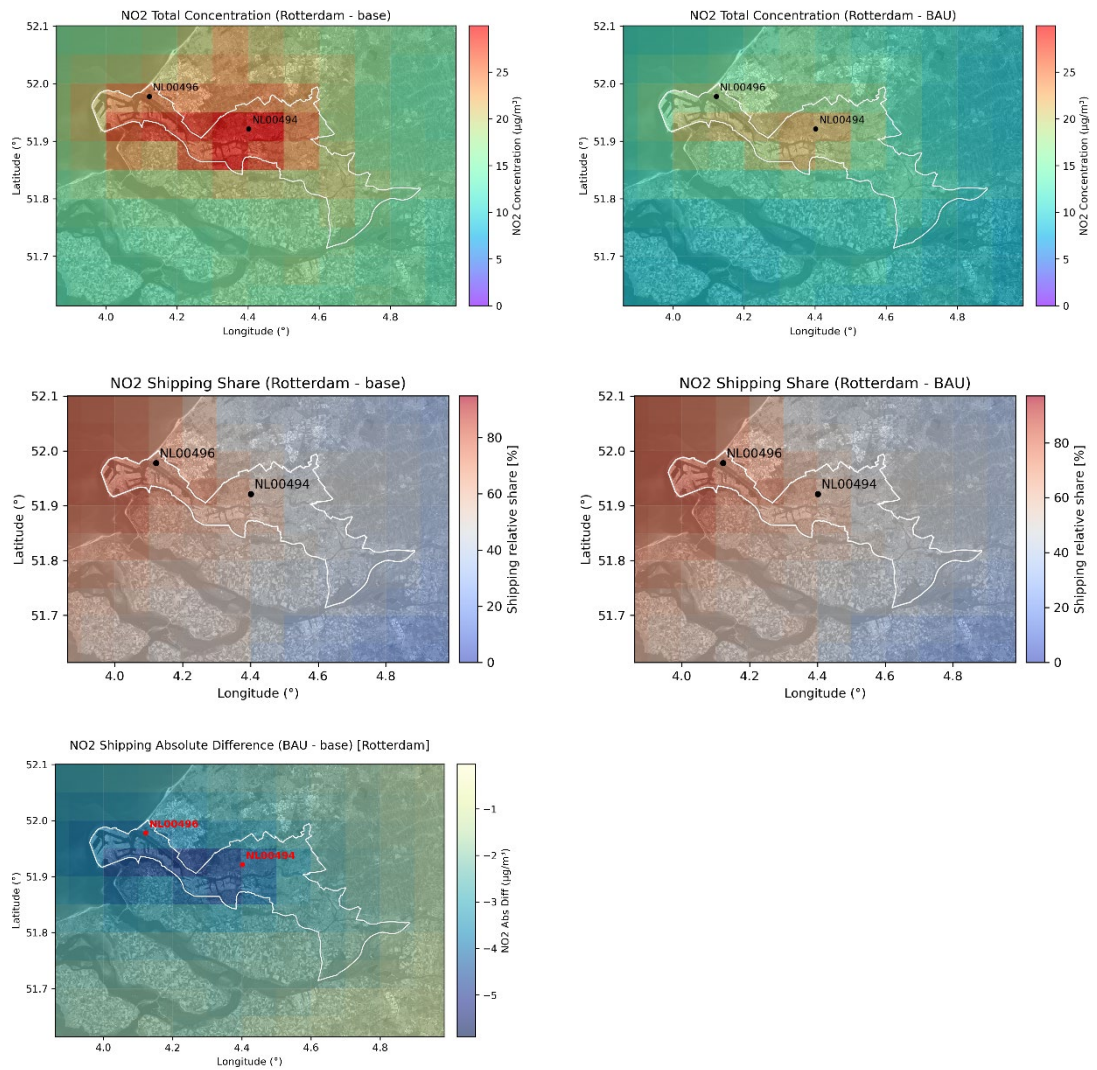 NO2 Total Concentration (Rotterdam - base)
52.1
52.0
51.9
51.8
51.7
Latitude (°)
NL00496
NL00494
4.0 4.2 4.4 4.6 4.8
Longitude (°)
25
20
15
10
5
0
NO2 Concentration (µg/m³)
NO2 Total Concentration (Rotterdam - BAU)
52.1
52.0
51.9
51.8
51.7
Latitude (°)
NL00496
NL00494
4.0 4.2 4.4 4.6 4.8
Longitude (°)
25
20
15
10
5
0
NO2 Concentration (µg/m³)
NO2 Shipping Share (Rotterdam - base)
52.1
52.0
51.9
51.8
51.7
Latitude (°)
NL00496
NL00494
4.0 4.2 4.4 4.6 4.8
Longitude (°)
80
60
40
20
0
Shipping relative share [%]
NO2 Shipping Share (Rotterdam - BAU)
52.1
52.0
51.9
51.8
51.7
Latitude (°)
NL00496
NL00494
4.0 4.2 4.4 4.6 4.8
Longitude (°)
80
60
40
20
0
Shipping relative share [%]
NO2 Shipping Absolute Difference (BAU - base) [Rotterdam]
52.1
52.0
51.9
51.8
51.7
Latitude (°)
NL00496
NL00494
4.0 4.2 4.4 4.6 4.8
Longitude (°)
−1
−2
−3
−4
−5
NO2 Abs Diff (µg/m³)